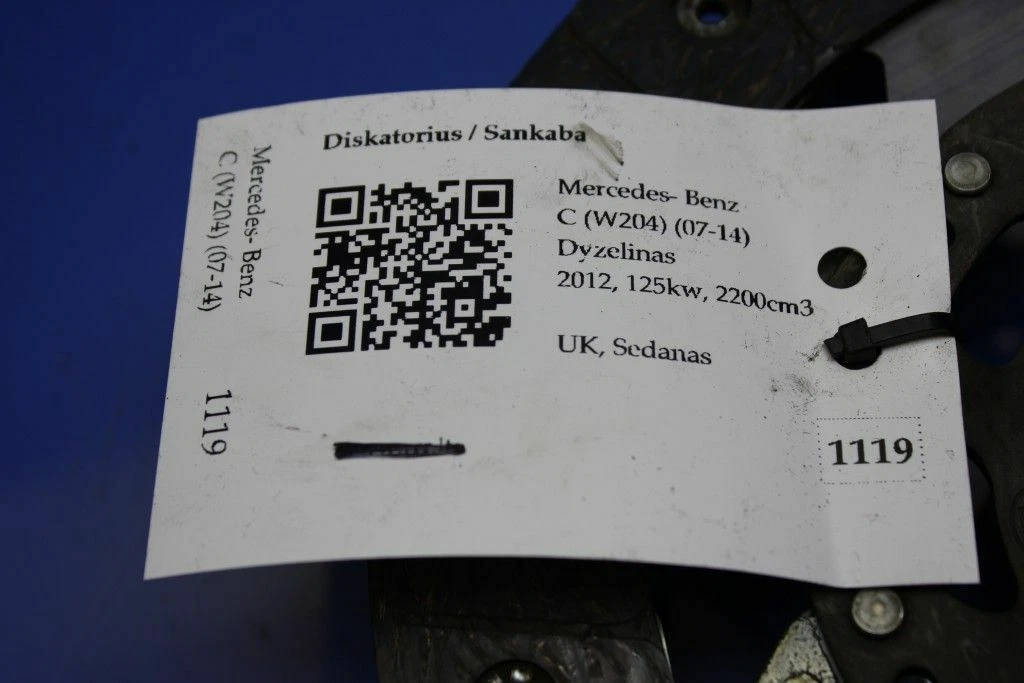 Diskatorius / Sankaba
Mercedes- Benz
C (W204) (07-14)
Dyzelinas
2012, 125kw, 2200cm3
UK, Sedanas
1119
Mercedes- Benz
C (W204) (07-14)
1119